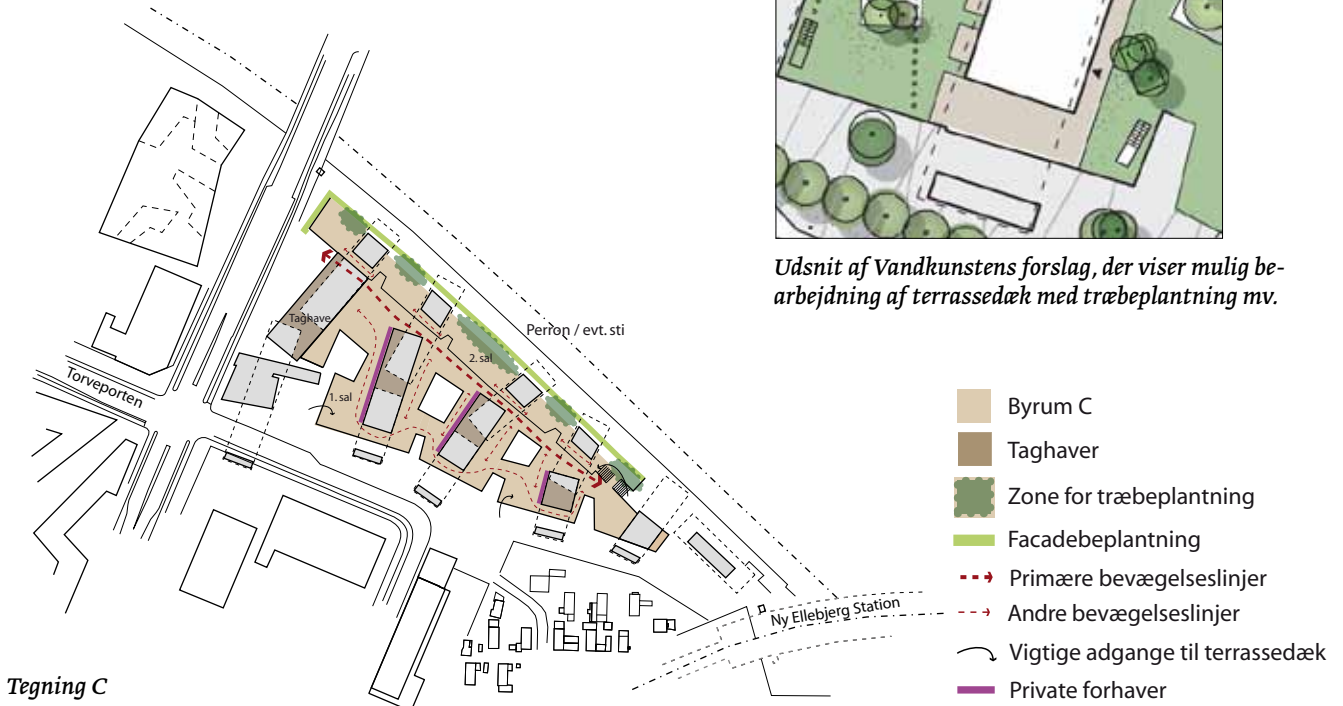 Udsnit af Vandkunstens forslag, der viser mulig be-
arbejdning af terrassedæk med træbeplantning mv.
Perron / evt. sti
Taghave
2. sal
1. sal
Torveporten
Ny Ellebjerg Station
Byrum C
Taghaver
Zone for træbeplantning
Facadebeplantning
Primære bevægelseslinjer
Andre bevægelseslinjer
Vigtige adgange til terrassedæk
Private forhaver
Tegning C